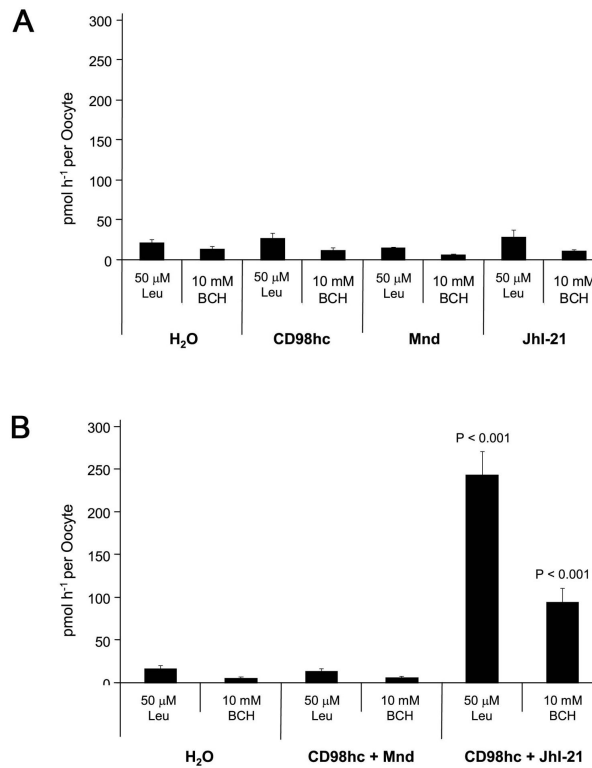 A
300
250
200
150
100
50
0
pmol h⁻¹ per Oocyte
50 μM Leu
10 mM BCH
50 μM Leu
10 mM BCH
50 μM Leu
10 mM BCH
50 μM Leu
10 mM BCH
H₂O
CD98hc
Mnd
JhI-21
B
300
250
200
150
100
50
0
pmol h⁻¹ per Oocyte
P < 0.001
P < 0.001
50 μM Leu
10 mM BCH
50 μM Leu
10 mM BCH
50 μM Leu
10 mM BCH
H₂O
CD98hc + Mnd
CD98hc + JhI-21